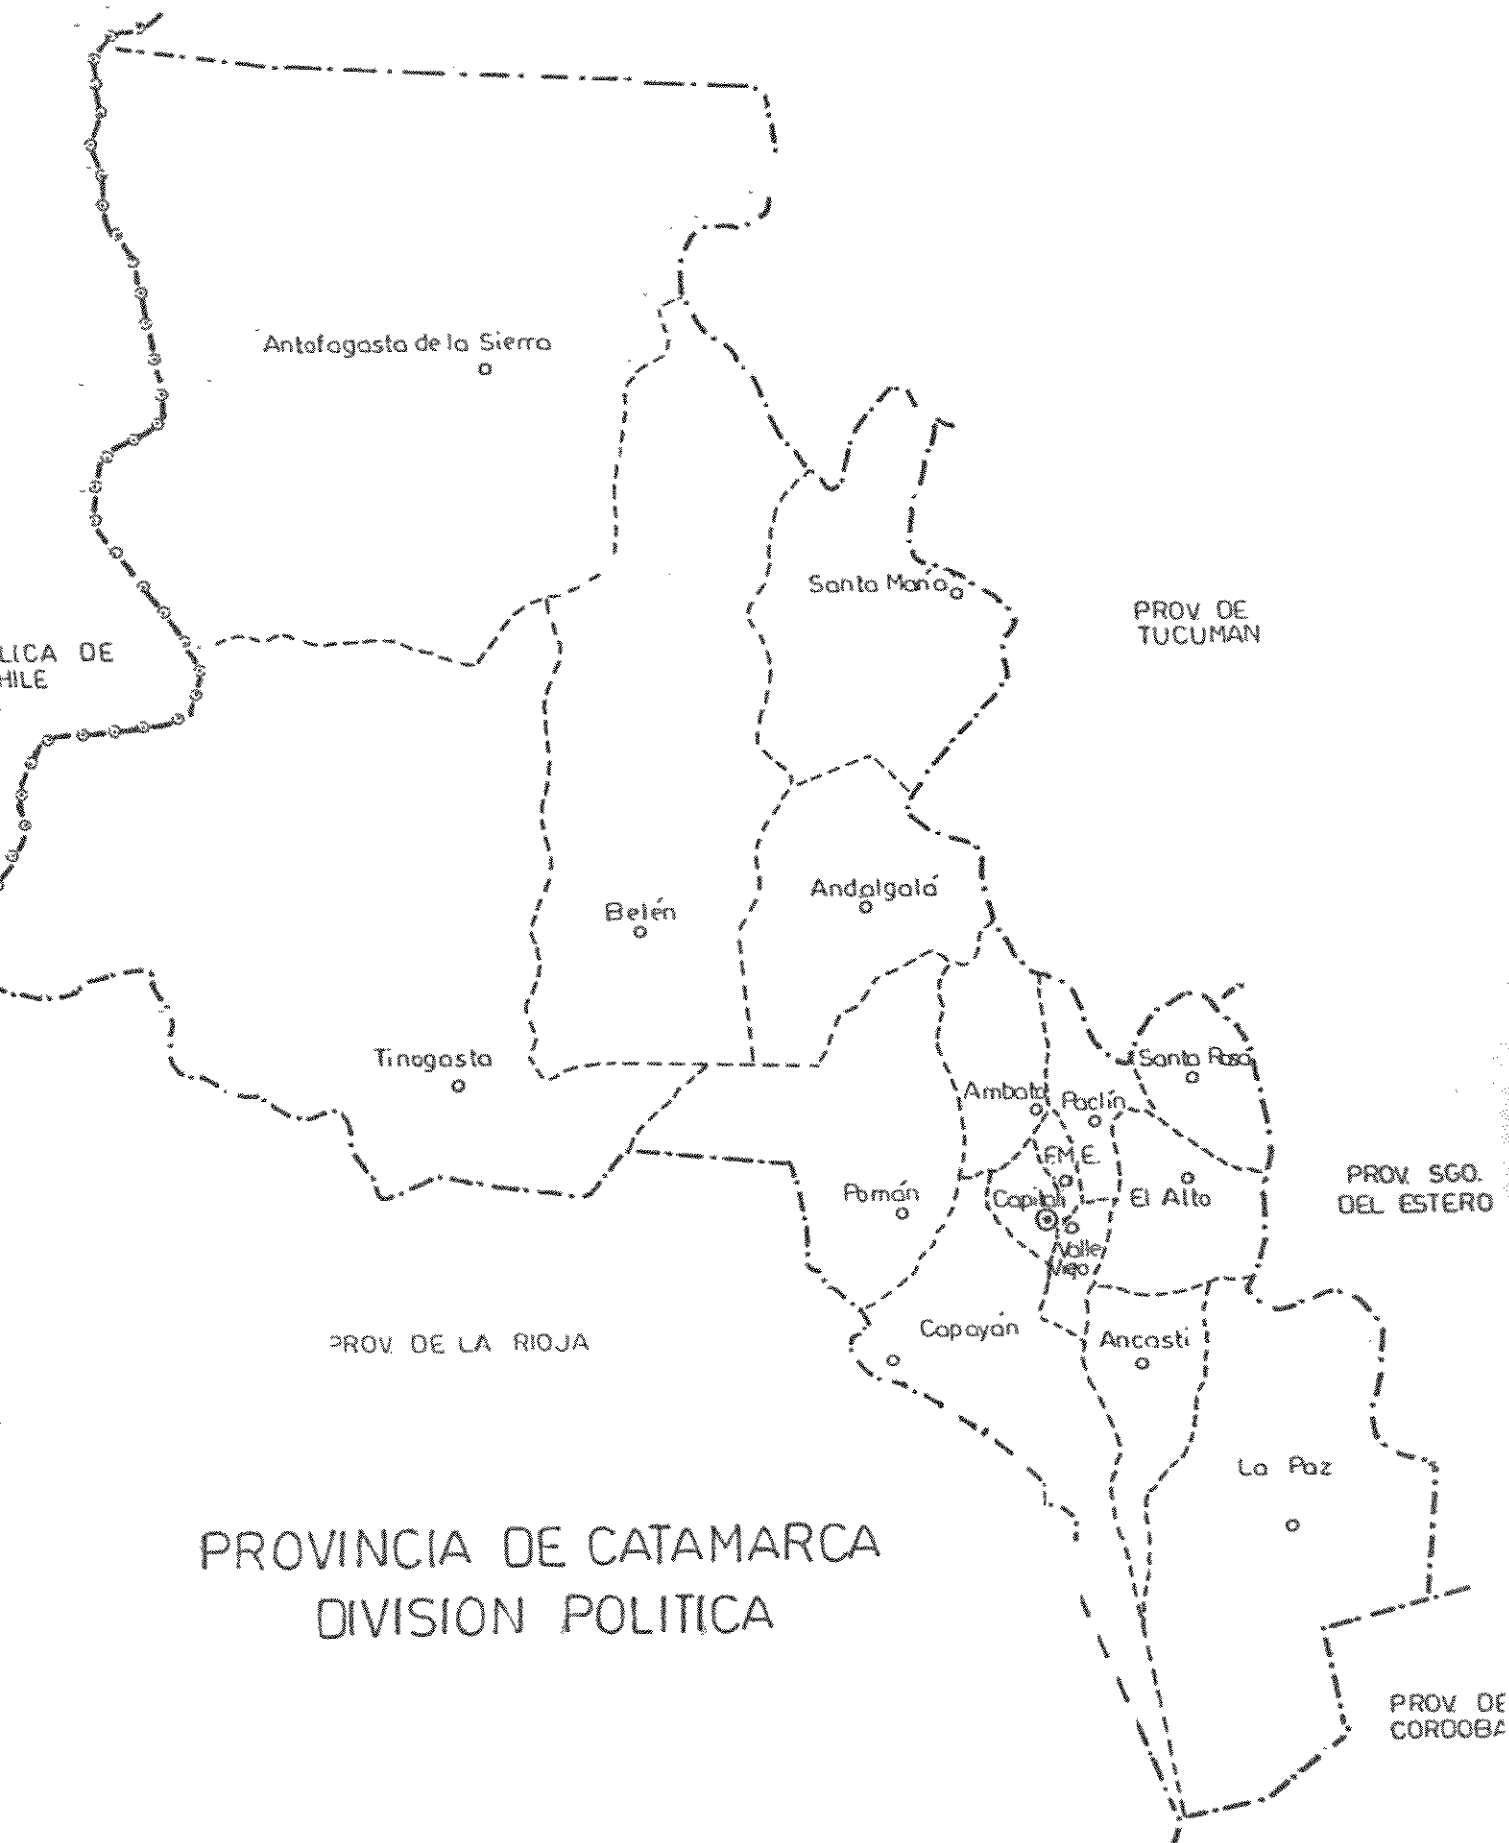 Antofagasta de la Sierra
Santa María
PROV. DE
TUCUMAN
LICA DE
HILE
Andalgalá
Belén
Tinogasta
Santa Rosa
Ambato
Paclín
F.M.E.
PROV. SGO.
DEL ESTERO
Pomán
Capital
El Alto
Valle
Viejo
Capayán
Ancasti
PROV. DE LA RIOJA
La Paz
PROVINCIA DE CATAMARCA
DIVISION POLITICA
PROV. DE
CORDOBA